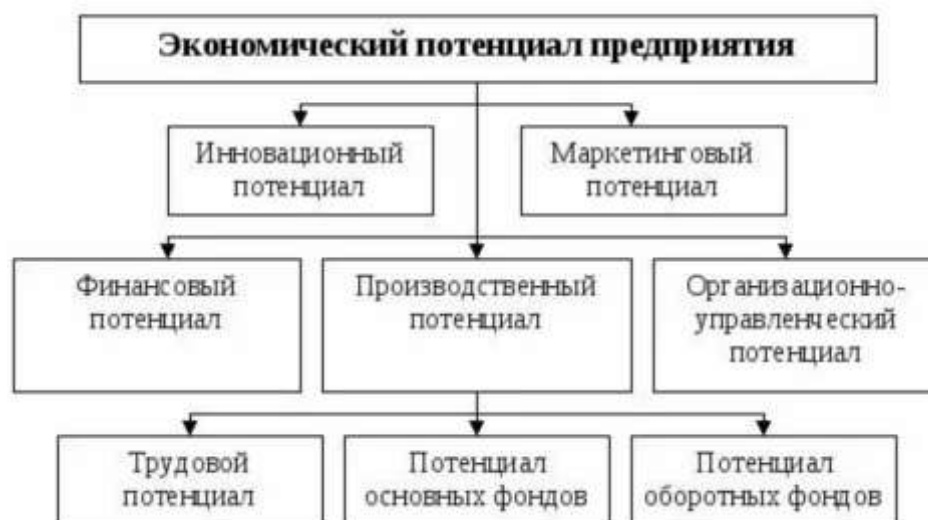 Экономический потенциал предприятия
Инновационный
потенциал
Маркетинговый
потенциал
Финансовый
потенциал
Производственный
потенциал
Организационно-
управленческий
потенциал
Трудовой
потенциал
Потенциал
основных фондов
Потенциал
оборотных фондов